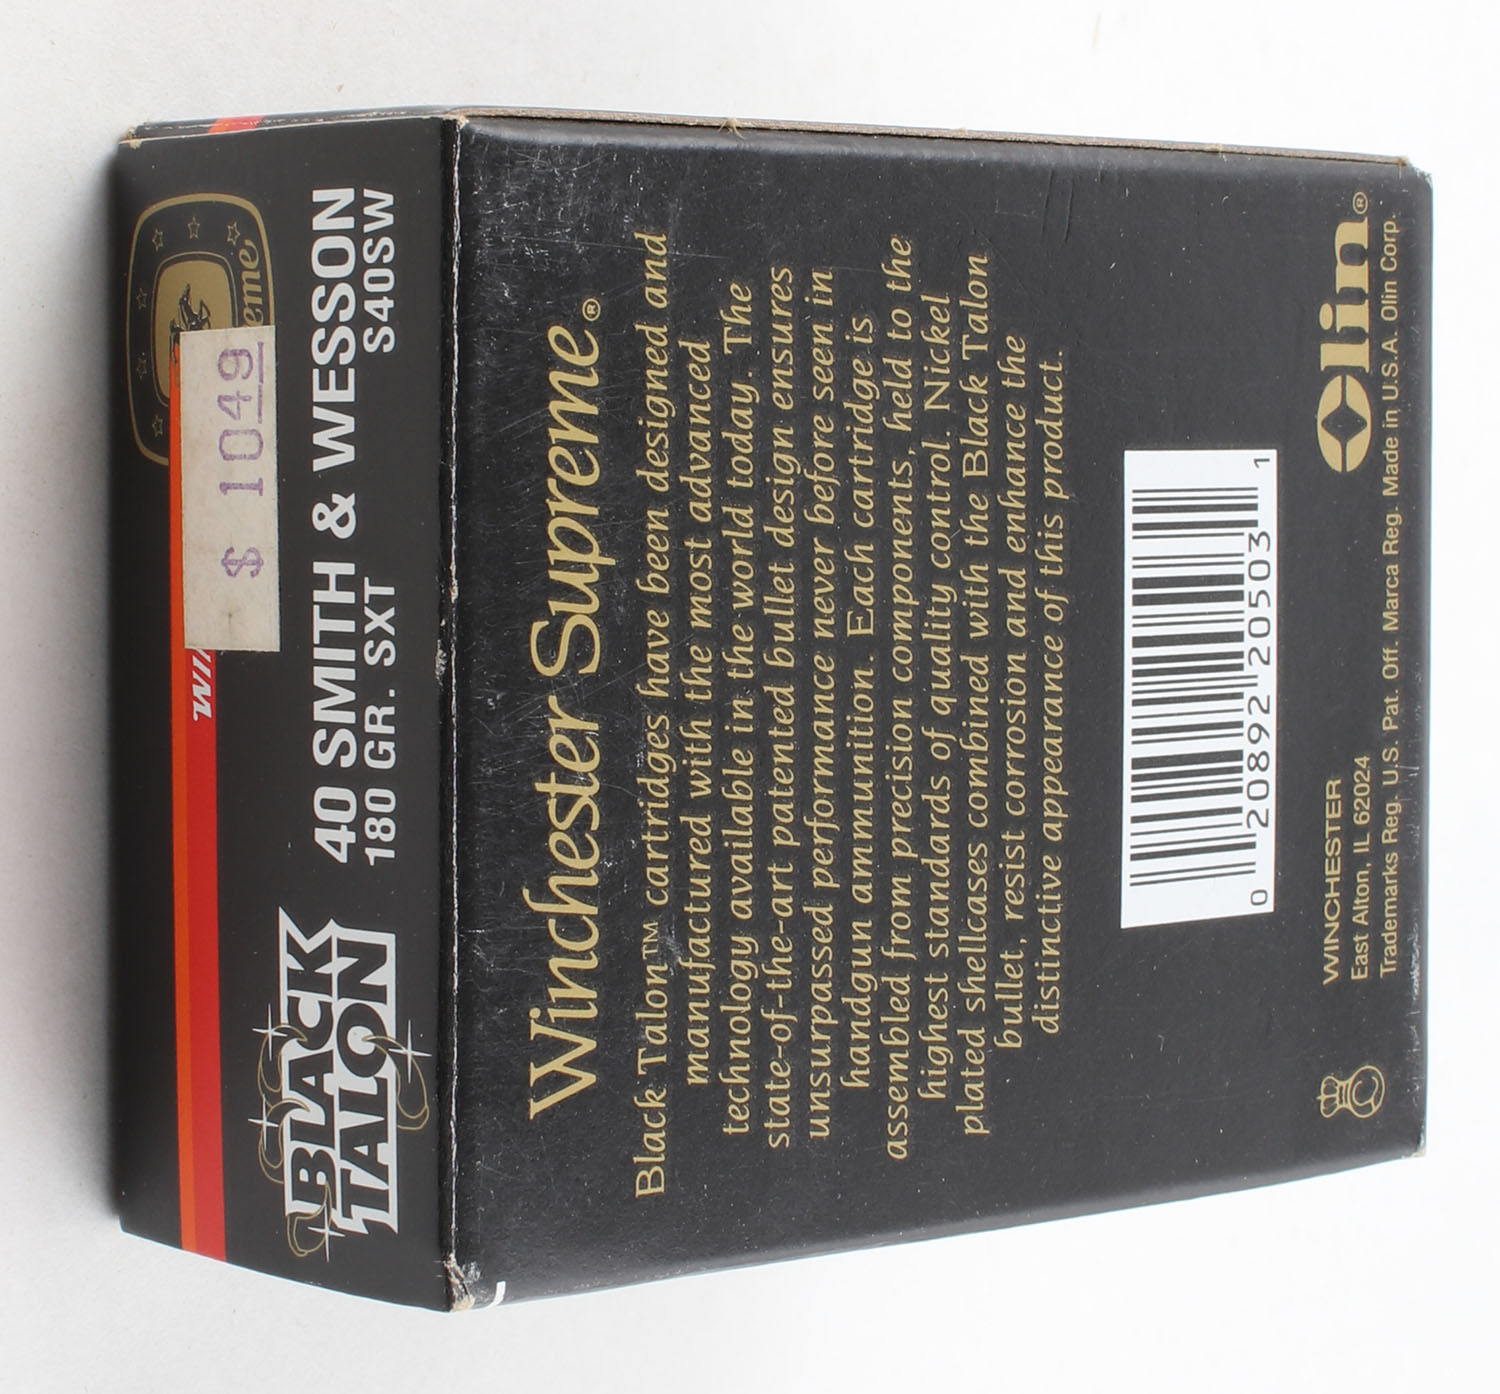 eme®
$ 1049
WI
BLACK
TALON
40 SMITH & WESSON
180 GR. SXT S40SW
Winchester Supreme®
Black Talon™ cartridges have been designed and
manufactured with the most advanced
technology available in the world today. The
state-of-the-art patented bullet design ensures
unsurpassed performance never before seen in
handgun ammunition. Each cartridge is
assembled from precision components, held to the
highest standards of quality control. Nickel
plated shellcases combined with the Black Talon
bullet, resist corrosion and enhance the
distinctive appearance of this product.
0 20892 20503 1
Olin®
WINCHESTER
East Alton, IL 62024
Trademarks Reg. U.S. Pat. Off. Marca Reg. Made in U.S.A. Olin Corp.